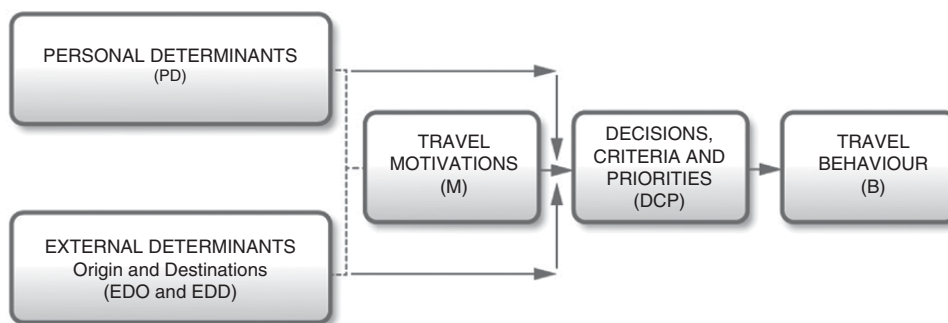 PERSONAL DETERMINANTS
(PD)
EXTERNAL DETERMINANTS
Origin and Destinations
(EDO and EDD)
TRAVEL
MOTIVATIONS
(M)
DECISIONS,
CRITERIA AND
PRIORITIES
(DCP)
TRAVEL
BEHAVIOUR
(B)